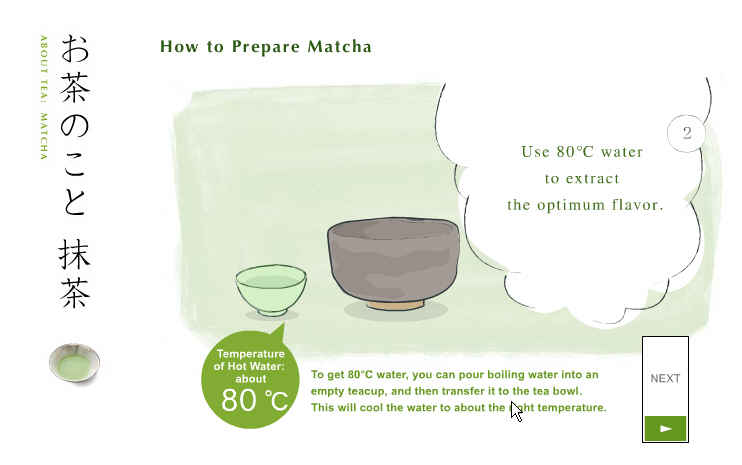 お茶のこと 抹茶
ABOUT TEA: MATCHA
How to Prepare Matcha
2
Use 80°C water
to extract
the optimum flavor.
Temperature
of Hot Water:
about
80 ℃
To get 80°C water, you can pour boiling water into an
empty teacup, and then transfer it to the tea bowl.
This will cool the water to about the right temperature.
NEXT